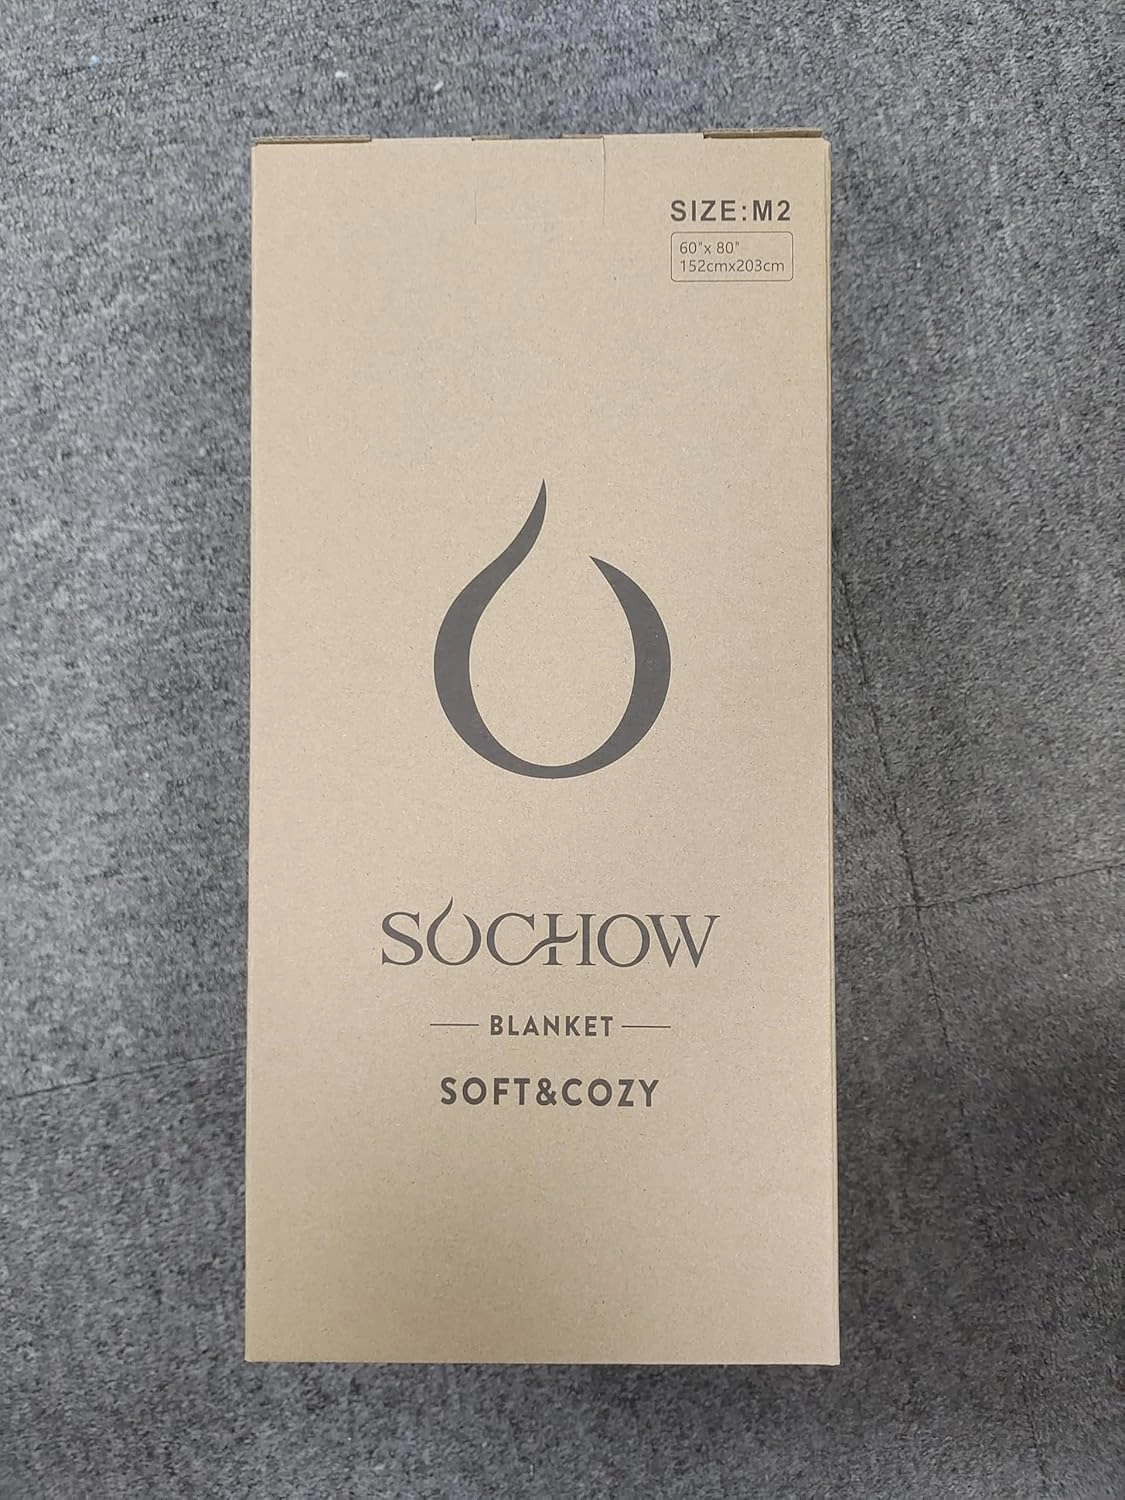 SIZE:M2
60"x 80"
152cmx203cm
SOCHOW
BLANKET
SOFT&COZY